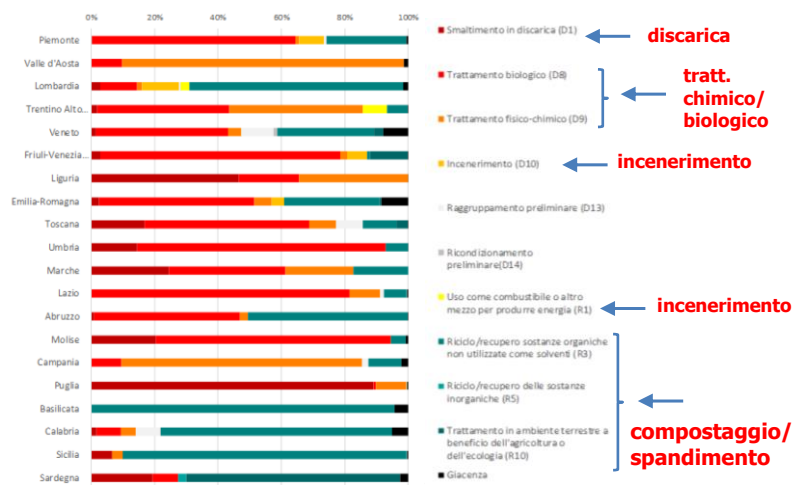 0% 20% 40% 60% 80% 100%
Piemonte
Valle d'Aosta
Lombardia
Trentino Alto...
Veneto
Friuli-Venezia...
Liguria
Emilia-Romagna
Toscana
Umbria
Marche
Lazio
Abruzzo
Molise
Campania
Puglia
Basilicata
Calabria
Sicilia
Sardegna
Smaltimento in discarica (D1)
Trattamento biologico (D8)
Trattamento fisico-chimico (D9)
Incenerimento (D10)
Raggruppamento preliminare (D13)
Ricondizionamento
preliminare(D14)
Uso come combustibile o altro
mezzo per produrre energia (R1)
Riciclo/recupero sostanze organiche
non utilizzate come solventi (R3)
Riciclo/recupero delle sostanze
inorganiche (R5)
Trattamento in ambiente terrestre a
beneficio dell'agricoltura o
dell'ecologia (R10)
Giacenza
discarica
tratt.
chimico/
biologico
incenerimento
incenerimento
compostaggio/
spandimento